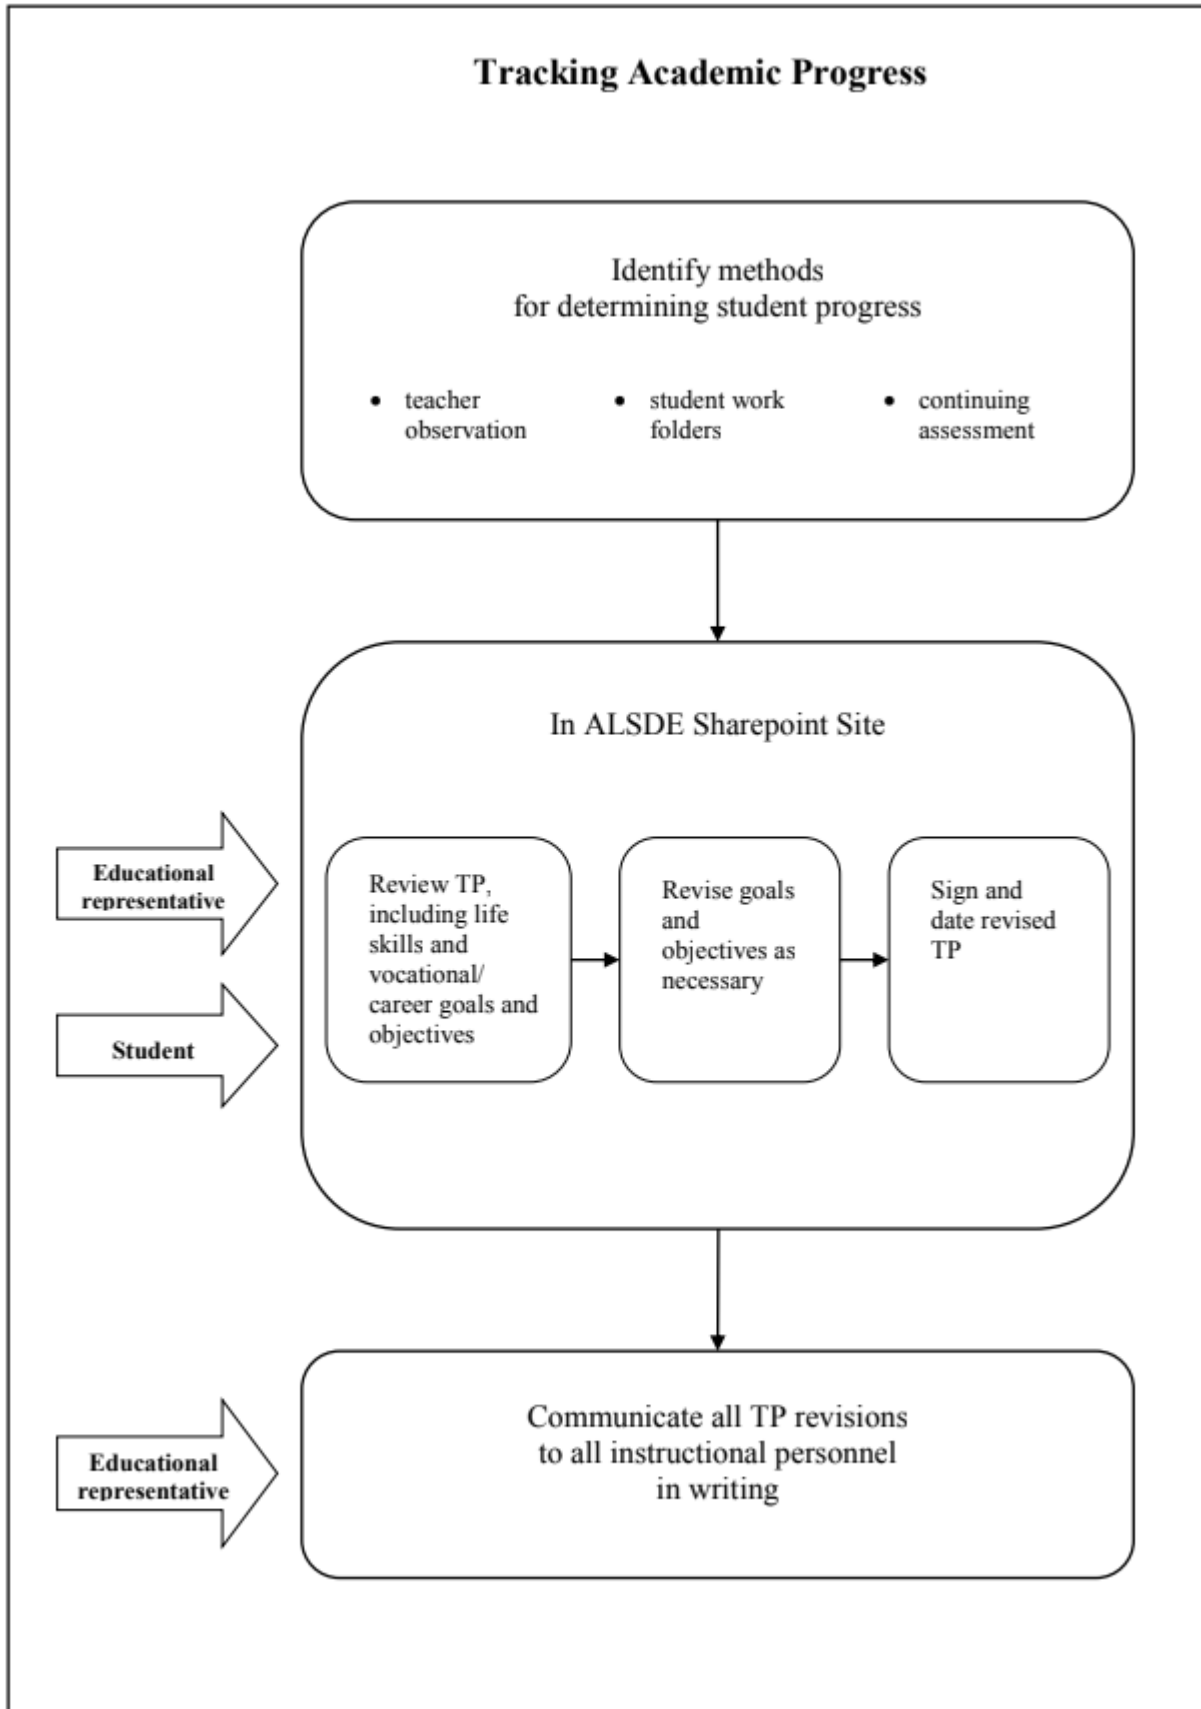 Tracking Academic Progress
Identify methods
for determining student progress
• teacher
observation
• student work
folders
• continuing
assessment
In ALSDE Sharepoint Site
Educational
representative
Student
Review TP,
including life
skills and
vocational/
career goals and
objectives
Revise goals
and
objectives as
necessary
Sign and
date revised
TP
Educational
representative
Communicate all TP revisions
to all instructional personnel
in writing